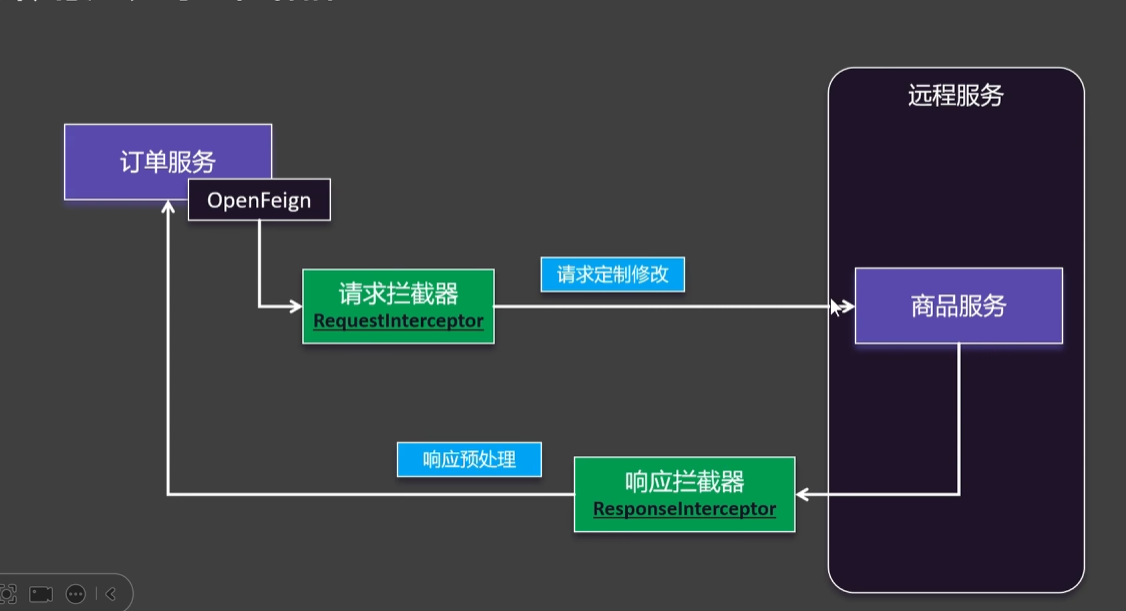 远程服务
订单服务
OpenFeign
请求拦截器
RequestInterceptor
请求定制修改
商品服务
响应预处理
响应拦截器
ResponseInterceptor